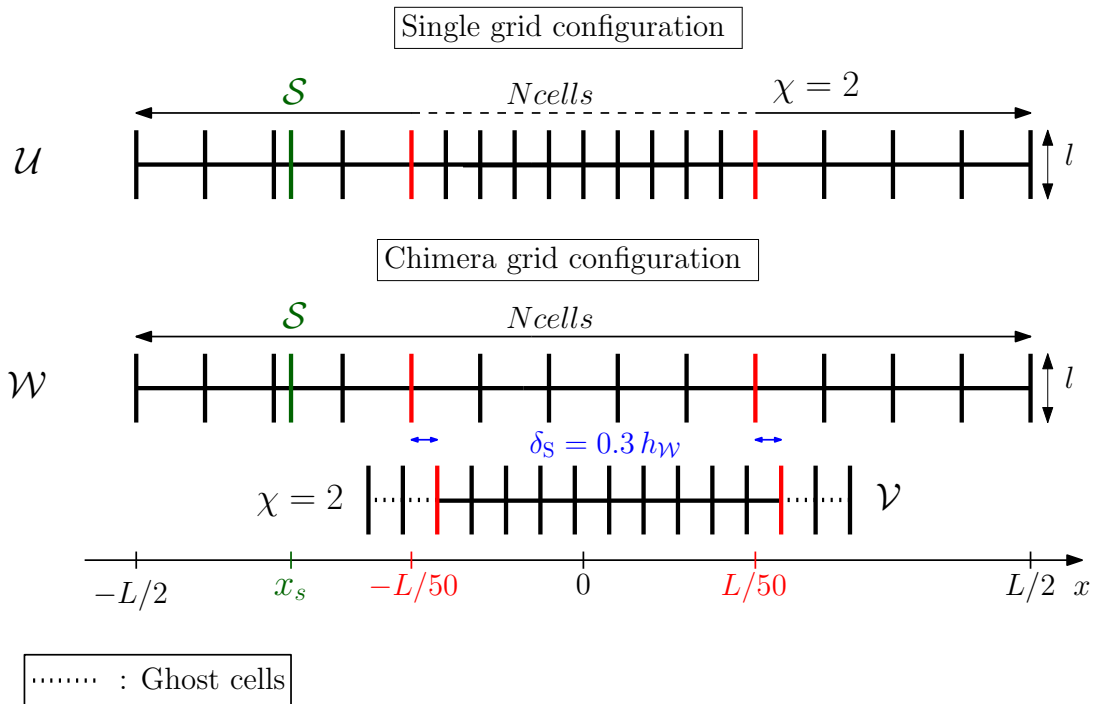 Single grid configuration
𝒮 Ncells χ = 2
𝒰 l
Chimera grid configuration
𝒮 Ncells
𝒲 l
δ_S = 0.3 h_𝒲
χ = 2 𝒱
−L/2 x_s −L/50 0 L/50 L/2 x
: Ghost cells